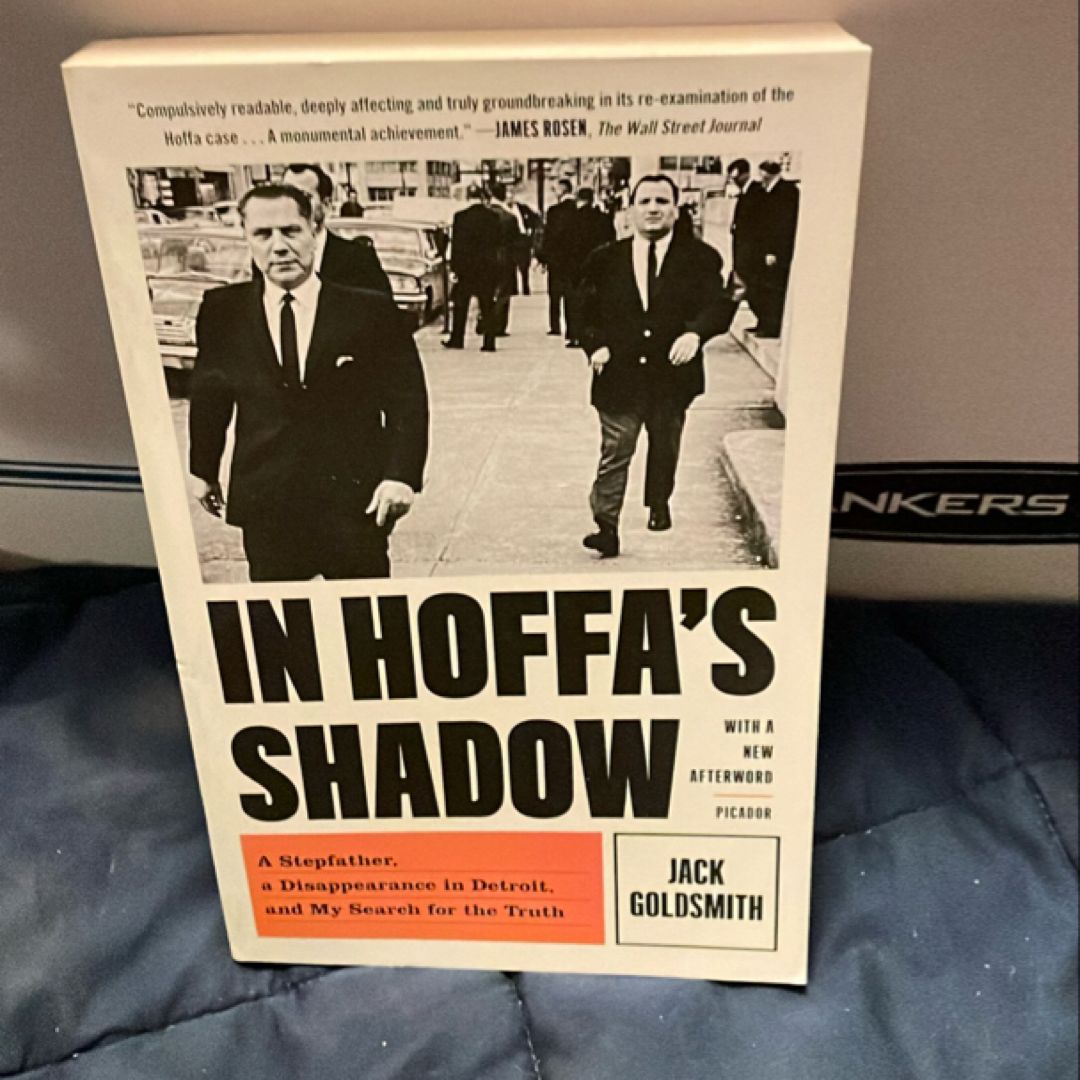 "Compulsively readable, deeply affecting and truly groundbreaking in its re-examination of the
Hoffa case . . . A monumental achievement." —JAMES ROSEN, The Wall Street Journal
IN HOFFA'S
SHADOW
WITH A
NEW
AFTERWORD
PICADOR
A Stepfather,
a Disappearance in Detroit,
and My Search for the Truth
JACK
GOLDSMITH
NKERS